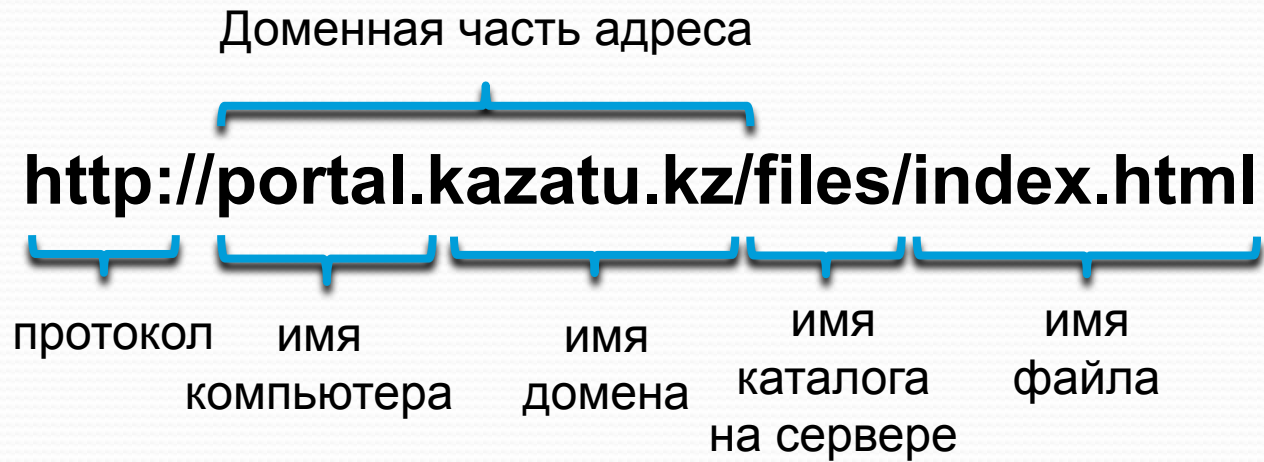 Доменная часть адреса
http://portal.kazatu.kz/files/index.html
протокол
имя
компьютера
имя
домена
имя
каталога
на сервере
имя
файла